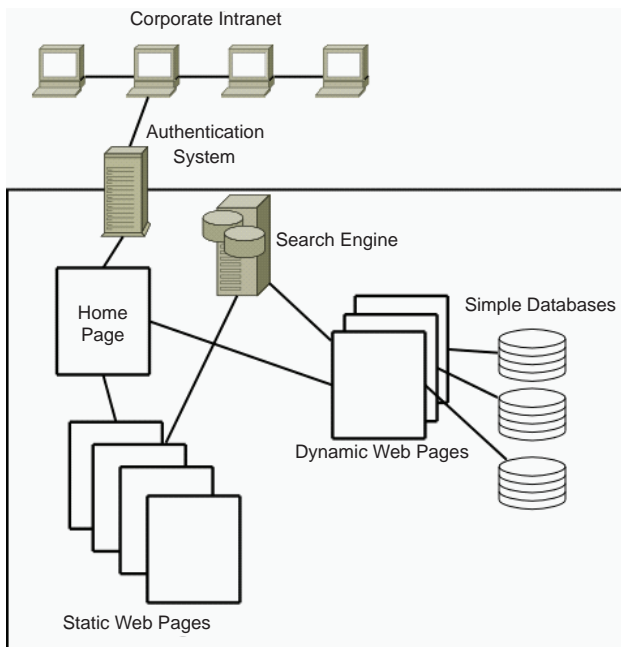 Corporate Intranet
Authentication
System
Search Engine
Home
Page
Simple Databases
Dynamic Web Pages
Static Web Pages